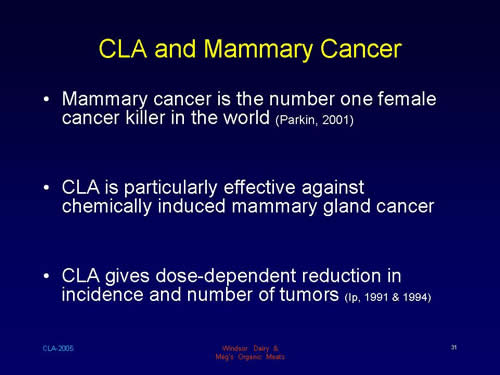 CLA and Mammary Cancer
• Mammary cancer is the number one female
cancer killer in the world (Parkin, 2001)
• CLA is particularly effective against
chemically induced mammary gland cancer
• CLA gives dose-dependent reduction in
incidence and number of tumors (Ip, 1991 & 1994)
CLA-2005
Windsor Dairy &
Meg's Organic Meats
31